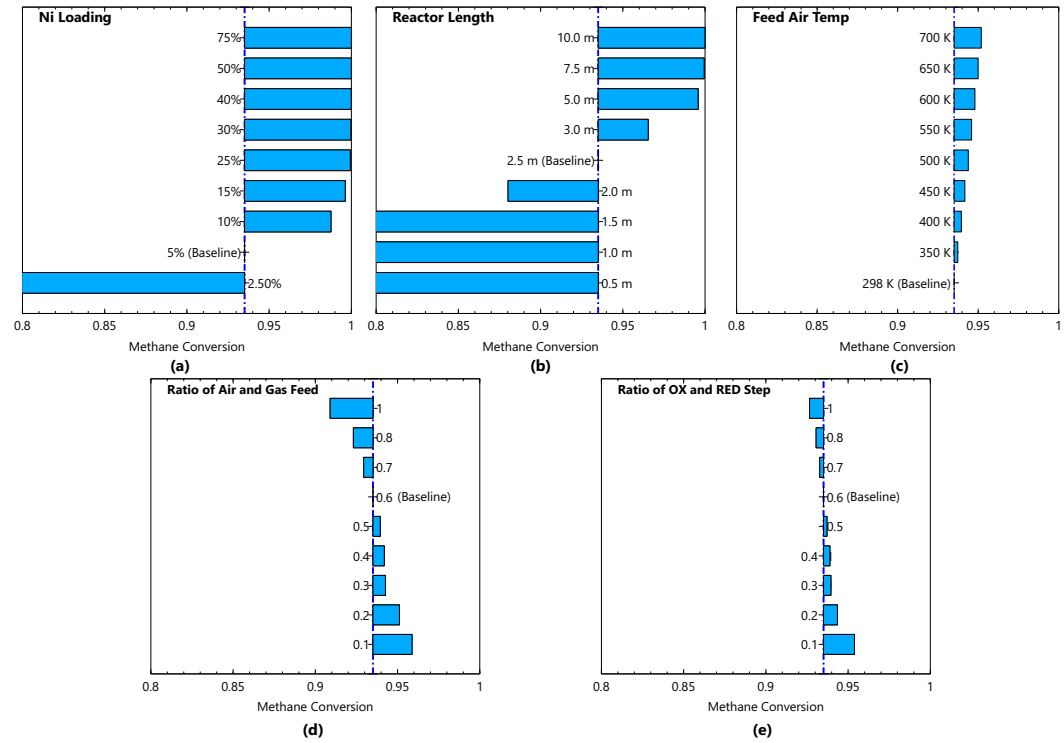 Ni Loading
75%
50%
40%
30%
25%
15%
10%
5% (Baseline)
2.50%
0.8 0.85 0.9 0.95 1
Methane Conversion
(a)
Reactor Length
10.0 m
7.5 m
5.0 m
3.0 m
2.5 m (Baseline)
2.0 m
1.5 m
1.0 m
0.5 m
0.8 0.85 0.9 0.95 1
Methane Conversion
(b)
Feed Air Temp
700 K
650 K
600 K
550 K
500 K
450 K
400 K
350 K
298 K (Baseline)
0.8 0.85 0.9 0.95 1
Methane Conversion
(c)
Ratio of Air and Gas Feed
1
0.8
0.7
0.6 (Baseline)
0.5
0.4
0.3
0.2
0.1
0.8 0.85 0.9 0.95 1
Methane Conversion
(d)
Ratio of OX and RED Step
1
0.8
0.7
0.6 (Baseline)
0.5
0.4
0.3
0.2
0.1
0.8 0.85 0.9 0.95 1
Methane Conversion
(e)